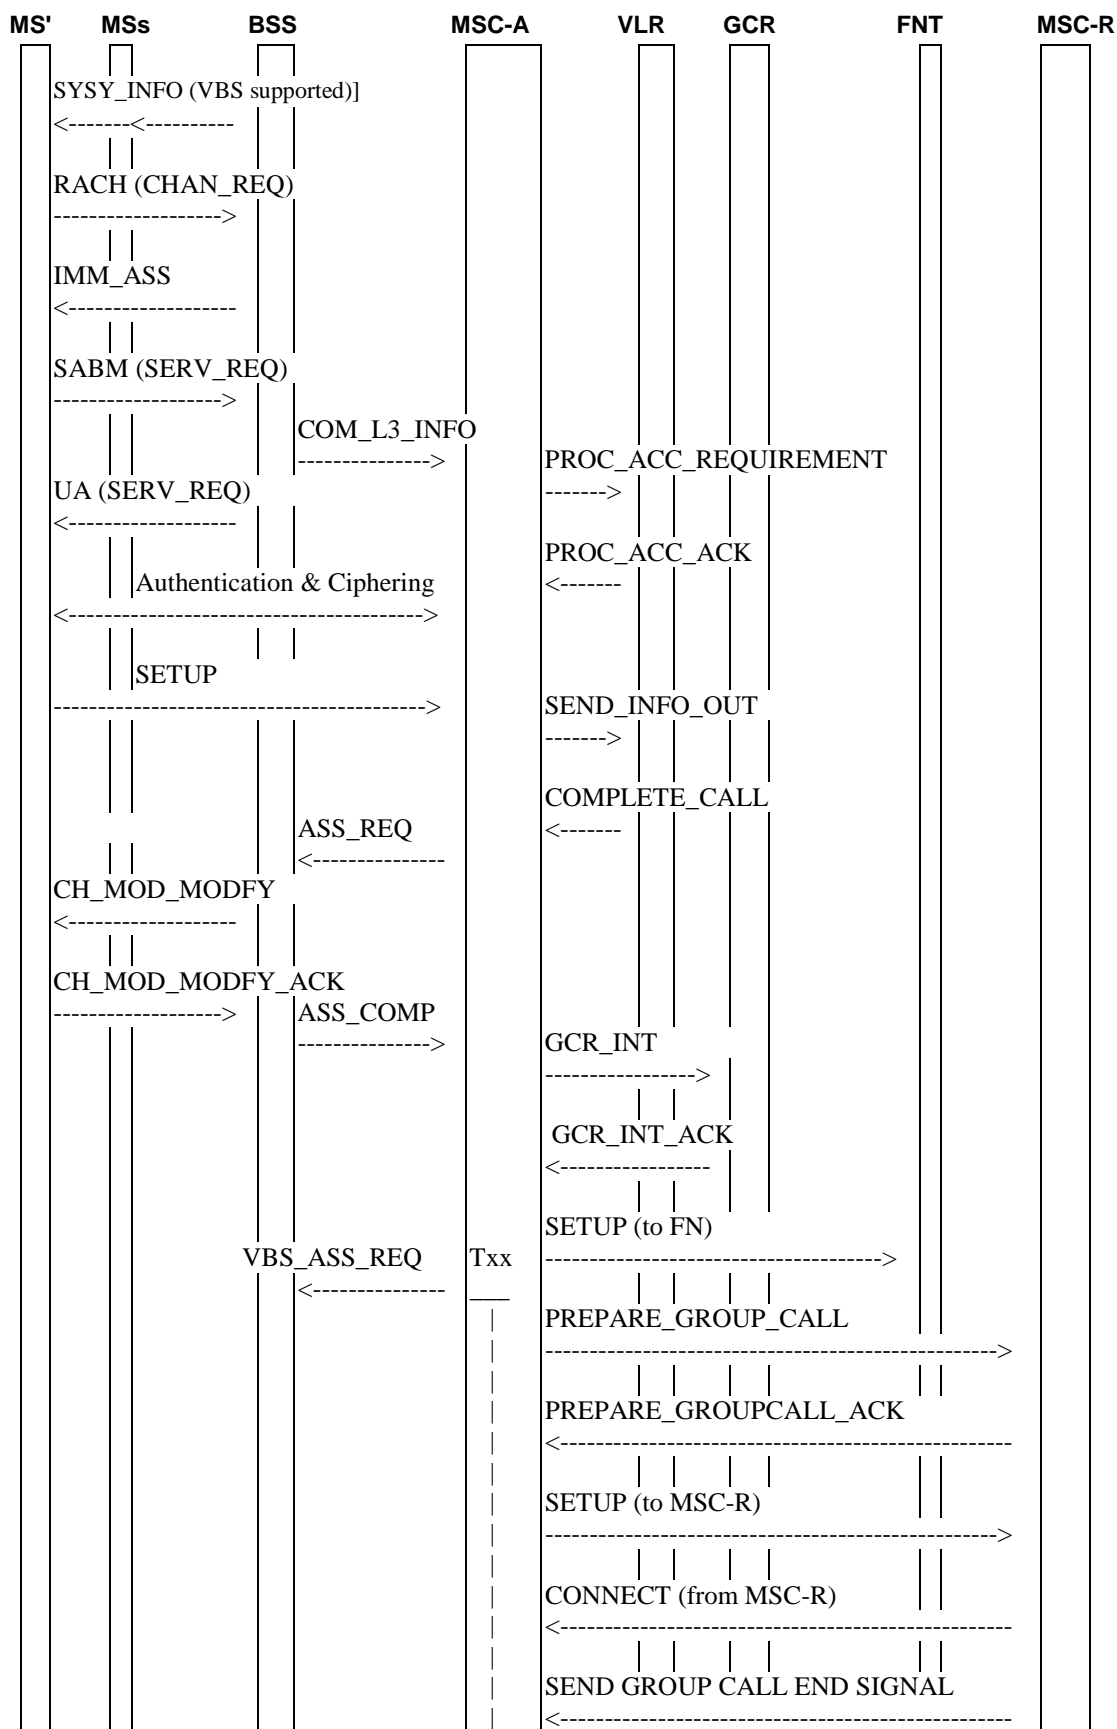 MS' MSs BSS MSC-A VLR GCR FNT MSC-R
SYSY_INFO (VBS supported)]
<-------<----------
RACH (CHAN_REQ)
------------------->
IMM_ASS
<-------------------
SABM (SERV_REQ)
------------------->
COM_L3_INFO
---------------> PROC_ACC_REQUIREMENT
UA (SERV_REQ) ------->
<-------------------
PROC_ACC_ACK
Authentication & Ciphering <-------
<---------------------------------------->
SETUP
------------------------------------------> SEND_INFO_OUT
------->
COMPLETE_CALL
ASS_REQ <-------
<---------------
CH_MOD_MODFY
<-------------------
CH_MOD_MODFY_ACK
-------------------> ASS_COMP
---------------> GCR_INT
----------------->
GCR_INT_ACK
<-----------------
SETUP (to FN)
VBS_ASS_REQ Txx -------------------------------------->
<--------------- ___
| PREPARE_GROUP_CALL
| --------------------------------------------------->
|
| PREPARE_GROUPCALL_ACK
| <---------------------------------------------------
|
| SETUP (to MSC-R)
| --------------------------------------------------->
|
| CONNECT (from MSC-R)
| <---------------------------------------------------
|
| SEND GROUP CALL END SIGNAL
| <---------------------------------------------------